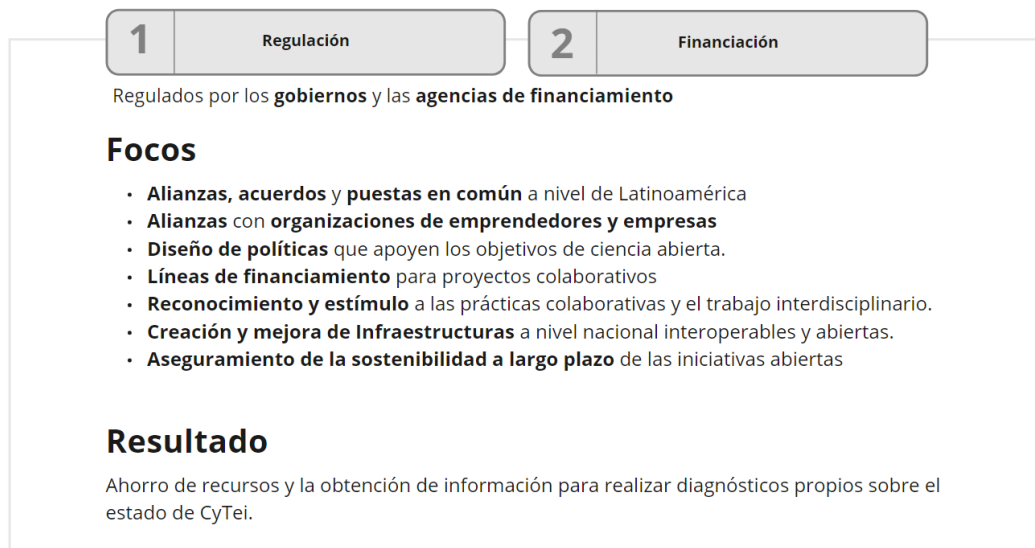 1 Regulación
2 Financiación
Regulados por los gobiernos y las agencias de financiamiento
Focos
• Alianzas, acuerdos y puestas en común a nivel de Latinoamérica
• Alianzas con organizaciones de emprendedores y empresas
• Diseño de políticas que apoyen los objetivos de ciencia abierta.
• Líneas de financiamiento para proyectos colaborativos
• Reconocimiento y estímulo a las prácticas colaborativas y el trabajo interdisciplinario.
• Creación y mejora de Infraestructuras a nivel nacional interoperables y abiertas.
• Aseguramiento de la sostenibilidad a largo plazo de las iniciativas abiertas
Resultado
Ahorro de recursos y la obtención de información para realizar diagnósticos propios sobre el
estado de CyTei.